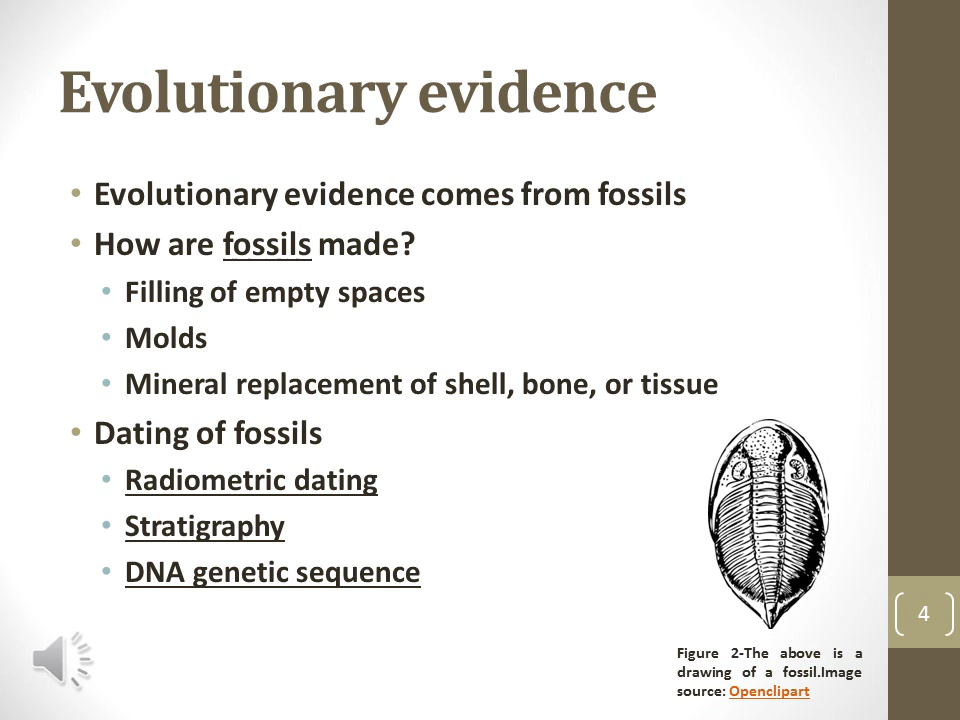 Evolutionary evidence
• Evolutionary evidence comes from fossils
• How are fossils made?
• Filling of empty spaces
• Molds
• Mineral replacement of shell, bone, or tissue
• Dating of fossils
• Radiometric dating
• Stratigraphy
• DNA genetic sequence
4
Figure 2-The above is a
drawing of a fossil.Image
source: Openclipart